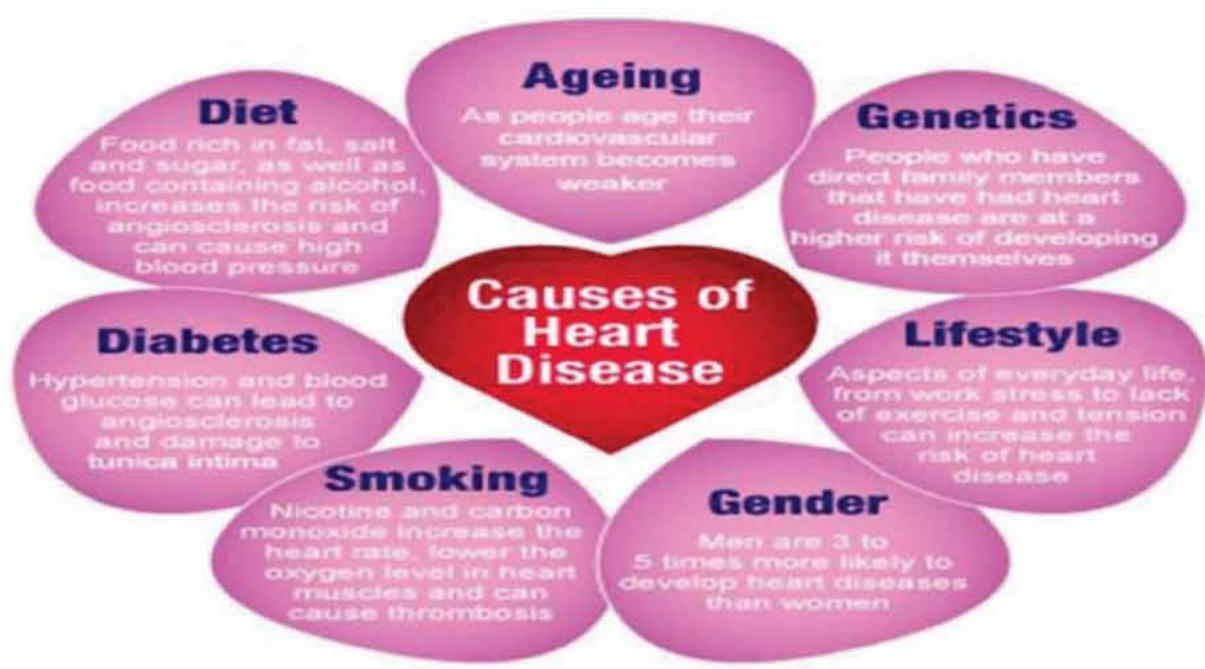 Ageing
As people age their
cardiovascular
system becomes
weaker
Diet
Food rich in fat, salt
and sugar, as well as
food containing alcohol,
increases the risk of
angiosclerosis and
can cause high
blood pressure
Genetics
People who have
direct family members
that have had heart
disease are at a
higher risk of developing
it themselves
Causes of
Heart
Disease
Diabetes
Hypertension and blood
glucose can lead to
angiosclerosis
and damage to
tunica intima
Lifestyle
Aspects of everyday life,
from work stress to lack
of exercise and tension
can increase the
risk of heart
disease
Smoking
Nicotine and carbon
monoxide increase the
heart rate, lower the
oxygen level in heart
muscles and can
cause thrombosis
Gender
Men are 3 to
5 times more likely to
develop heart diseases
than women